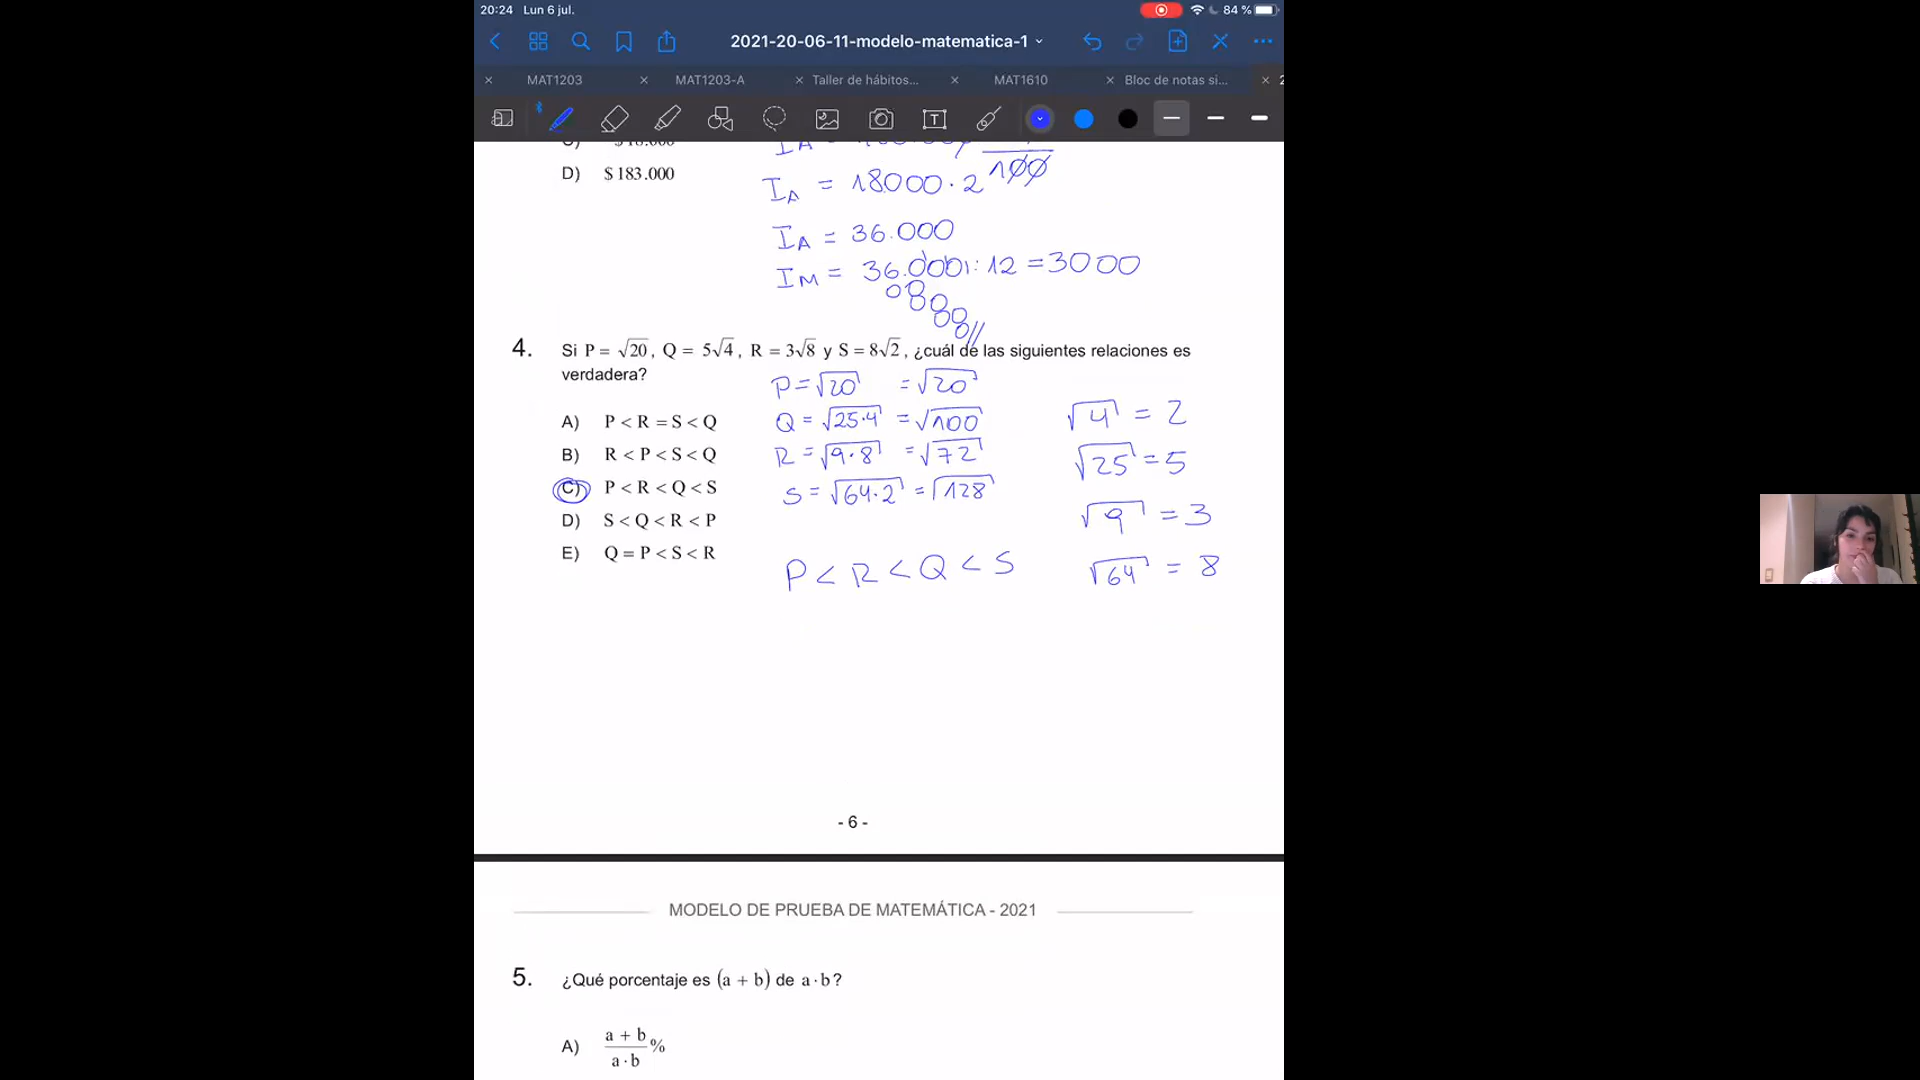 20:24 Lun 6 jul.
84 %
2021-20-06-11-modelo-matematica-1
MAT1203
MAT1203-A
Taller de hábitos...
MAT1610
Bloc de notas si...
D) $ 183.000
I_A = 18000 · 2
100
I_A = 36.000
I_M = 36.000 : 12 = 3000
4. Si P = √20, Q = 5√4, R = 3√8 y S = 8√2, ¿cuál de las siguientes relaciones es
verdadera?
A) P < R = S < Q
B) R < P < S < Q
C) P < R < Q < S
D) S < Q < R < P
E) Q = P < S < R
P = √20 = √20
Q = √25·4 = √100
R = √9·8 = √72
S = √64·2 = √128
P < R < Q < S
√4 = 2
√25 = 5
√9 = 3
√64 = 8
- 6 -
MODELO DE PRUEBA DE MATEMÁTICA - 2021
5. ¿Qué porcentaje es (a + b) de a · b?
A) (a + b)/(a · b) %